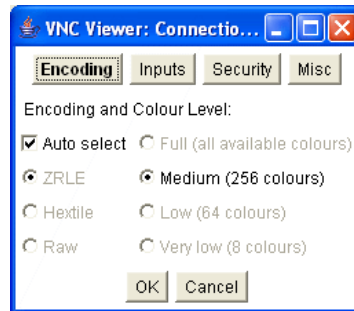 VNC Viewer: Connectio...
Encoding Inputs Security Misc
Encoding and Colour Level:
Auto select Full (all available colours)
ZRLE Medium (256 colours)
Hextile Low (64 colours)
Raw Very low (8 colours)
OK Cancel